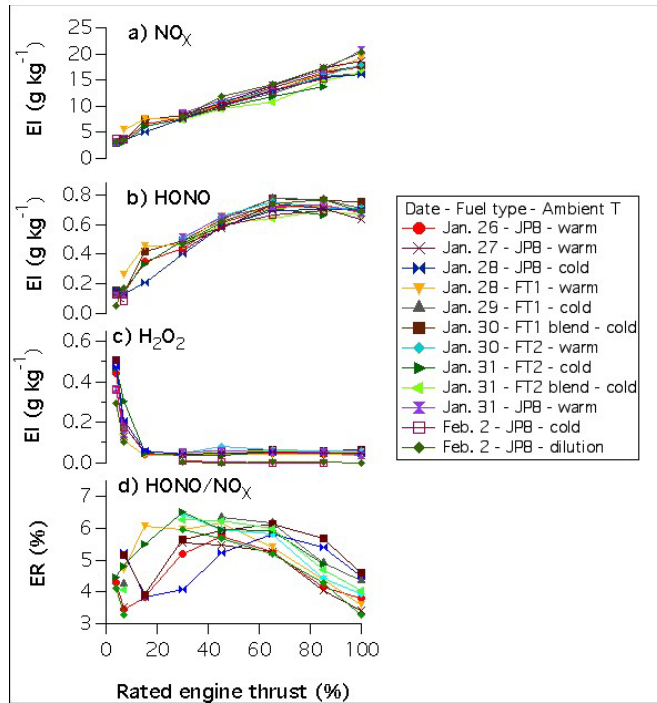 a) NOX
EI (g kg-1)
25
20
15
10
5
0
b) HONO
EI (g kg-1)
0.8
0.6
0.4
0.2
0.0
c) H2O2
EI (g kg-1)
0.4
0.0
d) HONO/NOX
ER (%)
7
6
5
4
3
0 20 40 60 80 100
Rated engine thrust (%)
Date - Fuel type - Ambient T
Jan. 26 - JP8 - warm
Jan. 27 - JP8 - warm
Jan. 28 - JP8 - cold
Jan. 28 - FT1 - warm
Jan. 29 - FT1 - cold
Jan. 30 - FT1 blend - cold
Jan. 30 - FT2 - warm
Jan. 31 - FT2 - cold
Jan. 31 - FT2 blend - cold
Jan. 31 - JP8 - warm
Feb. 2 - JP8 - cold
Feb. 2 - JP8 - dilution